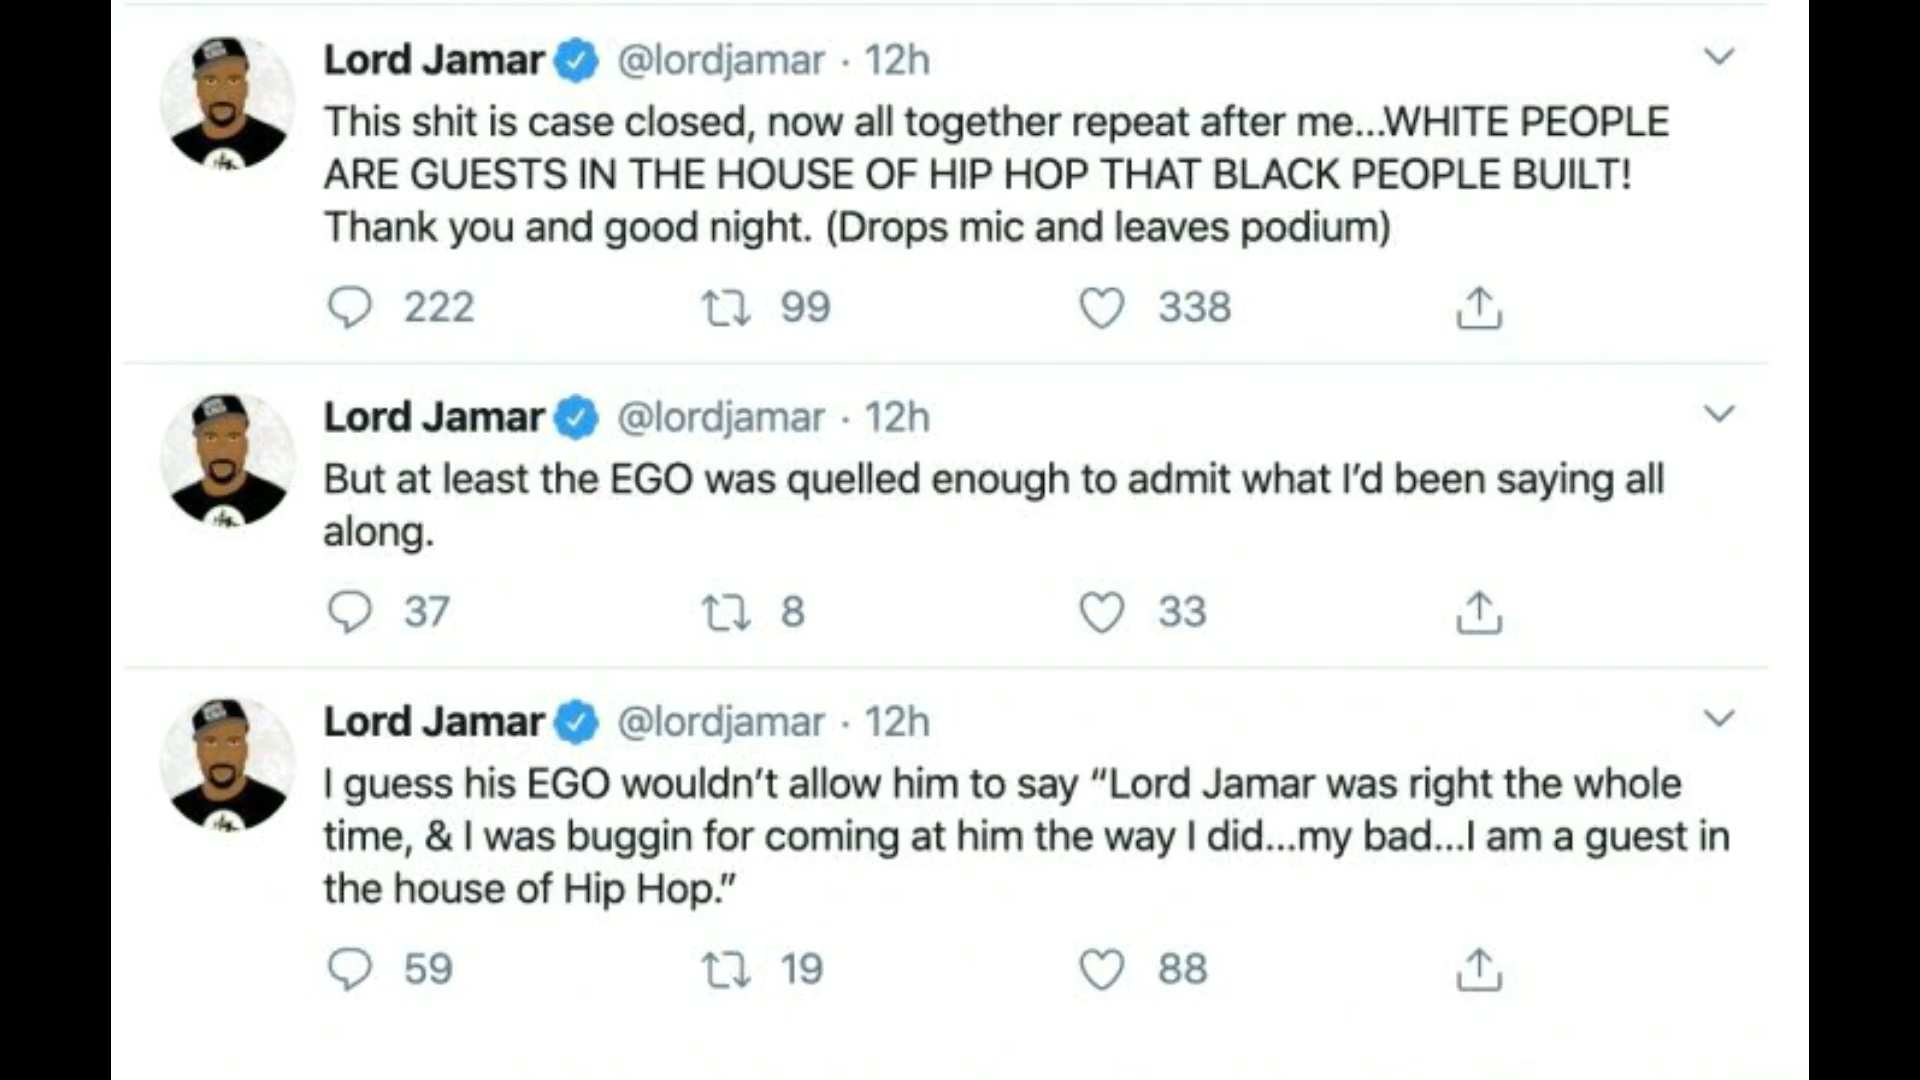 Lord Jamar @lordjamar · 12h
This shit is case closed, now all together repeat after me...WHITE PEOPLE
ARE GUESTS IN THE HOUSE OF HIP HOP THAT BLACK PEOPLE BUILT!
Thank you and good night. (Drops mic and leaves podium)
222 99 338
Lord Jamar @lordjamar · 12h
But at least the EGO was quelled enough to admit what I’d been saying all
along.
37 8 33
Lord Jamar @lordjamar · 12h
I guess his EGO wouldn’t allow him to say “Lord Jamar was right the whole
time, & I was buggin for coming at him the way I did...my bad...I am a guest in
the house of Hip Hop.”
59 19 88